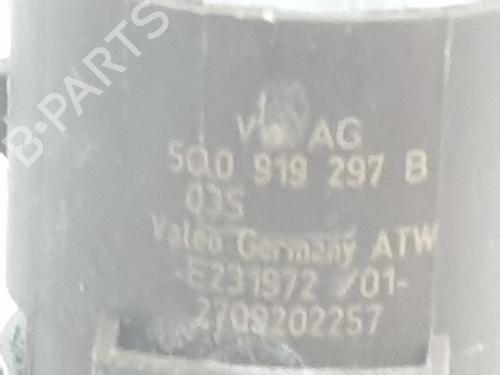 B-PARTS
VW AG
5Q0 919 297 B
03S
Valeo Germany ATW
-E231972 /01-
2709202257